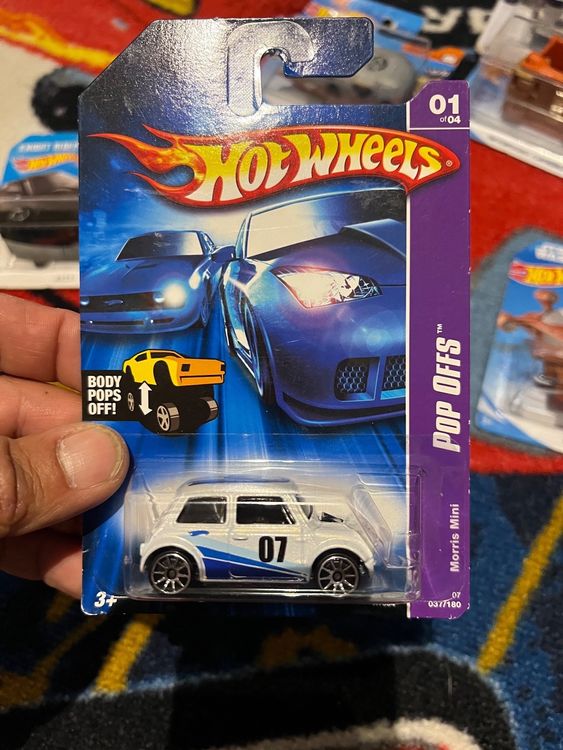 01
of 04
HOT WHEELS
POP OFFS™
BODY
POPS
OFF!
07
Morris Mini
3+
07
037/180